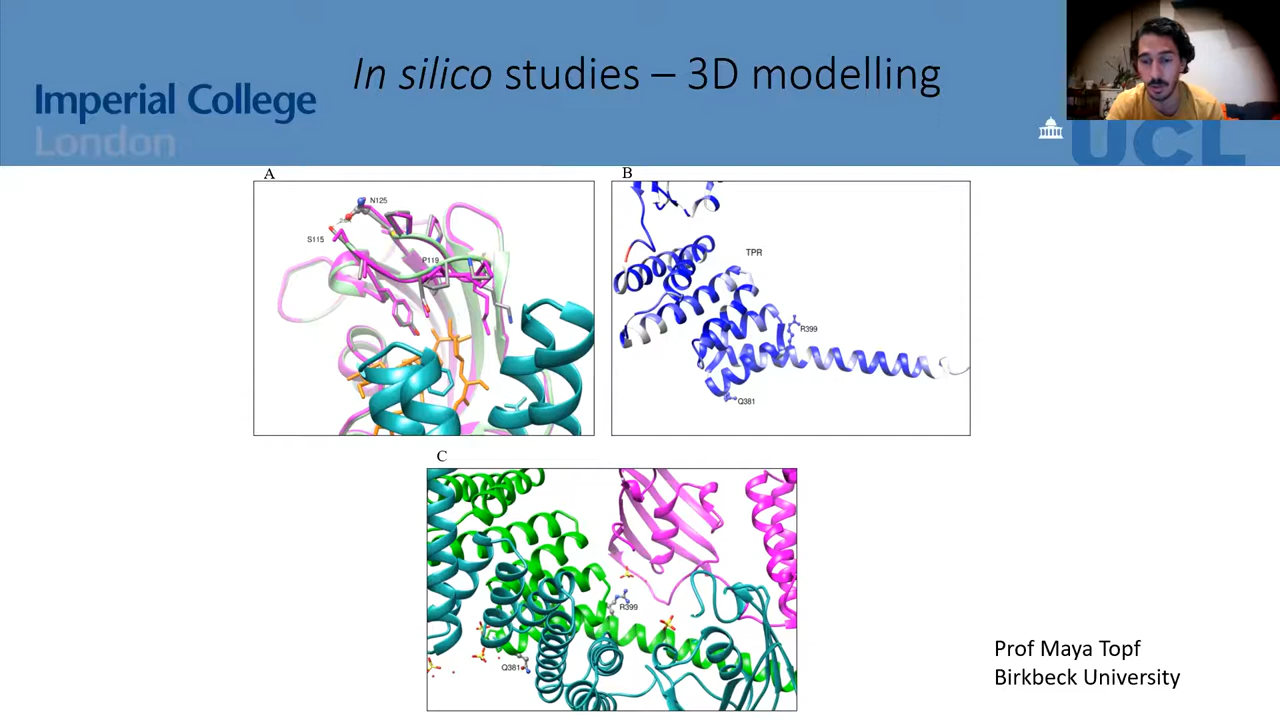 In silico studies – 3D modelling
Imperial College
London
UCL
A
B
N125
S115
P119
TPR
R399
Q381
C
R399
Q381
Prof Maya Topf
Birkbeck University